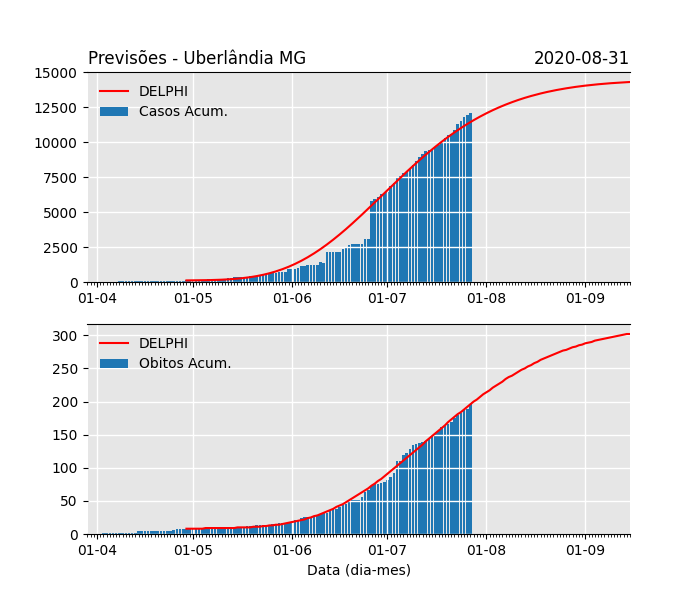 Previsões - Uberlândia MG 2020-08-31
15000
12500
10000
7500
5000
2500
0
DELPHI
Casos Acum.
01-04 01-05 01-06 01-07 01-08 01-09
300
250
200
150
100
50
0
DELPHI
Obitos Acum.
01-04 01-05 01-06 01-07 01-08 01-09
Data (dia-mes)